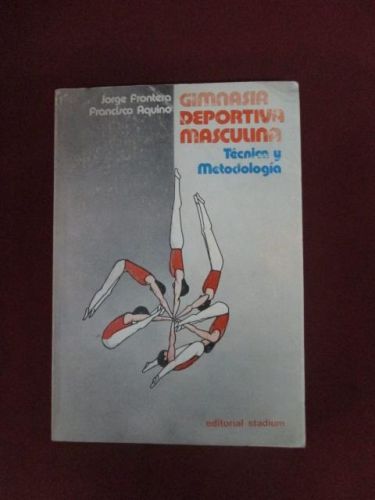 Jorge Frontera
Francisco Aquino
GIMNASIA
DEPORTIVA
MASCULINA
Técnica y
Metodología
editorial stadium